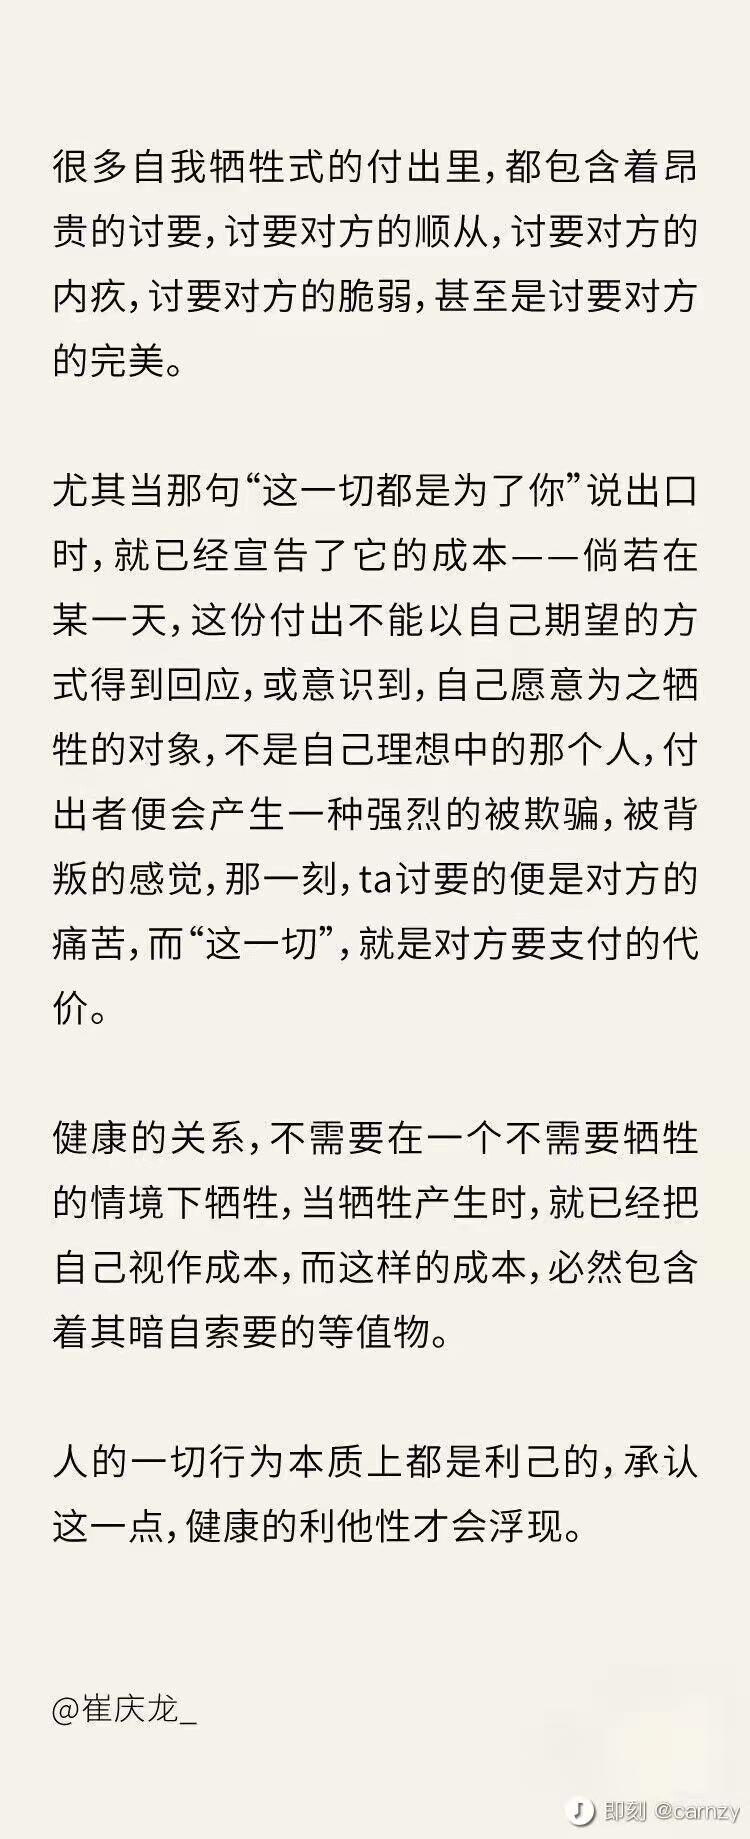 很多自我牺牲式的付出里，都包含着昂
贵的讨要，讨要对方的顺从，讨要对方的
内疚，讨要对方的脆弱，甚至是讨要对方
的完美。
尤其当那句“这一切都是为了你”说出口
时，就已经宣告了它的成本——倘若在
某一天，这份付出不能以自己期望的方
式得到回应，或意识到，自己愿意为之牺
牲的对象，不是自己理想中的那个人，付
出者便会产生一种强烈的被欺骗，被背
叛的感觉，那一刻，ta讨要的便是对方的
痛苦，而“这一切”，就是对方要支付的代
价。
健康的关系，不需要在一个不需要牺牲
的情境下牺牲，当牺牲产生时，就已经把
自己视作成本，而这样的成本，必然包含
着其暗自索要的等值物。
人的一切行为本质上都是利己的，承认
这一点，健康的利他性才会浮现。
@崔庆龙_
即刻 @carnzy